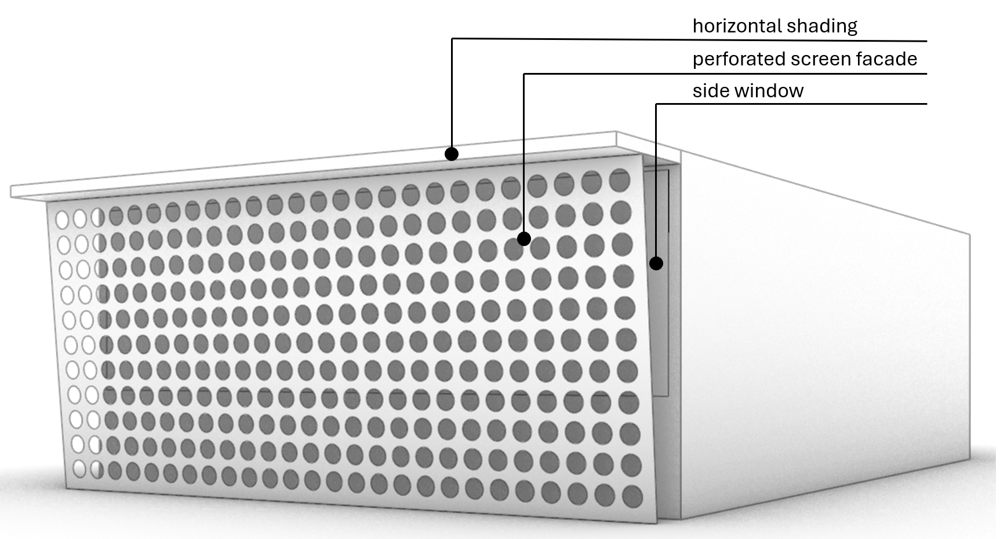 horizontal shading
perforated screen facade
side window